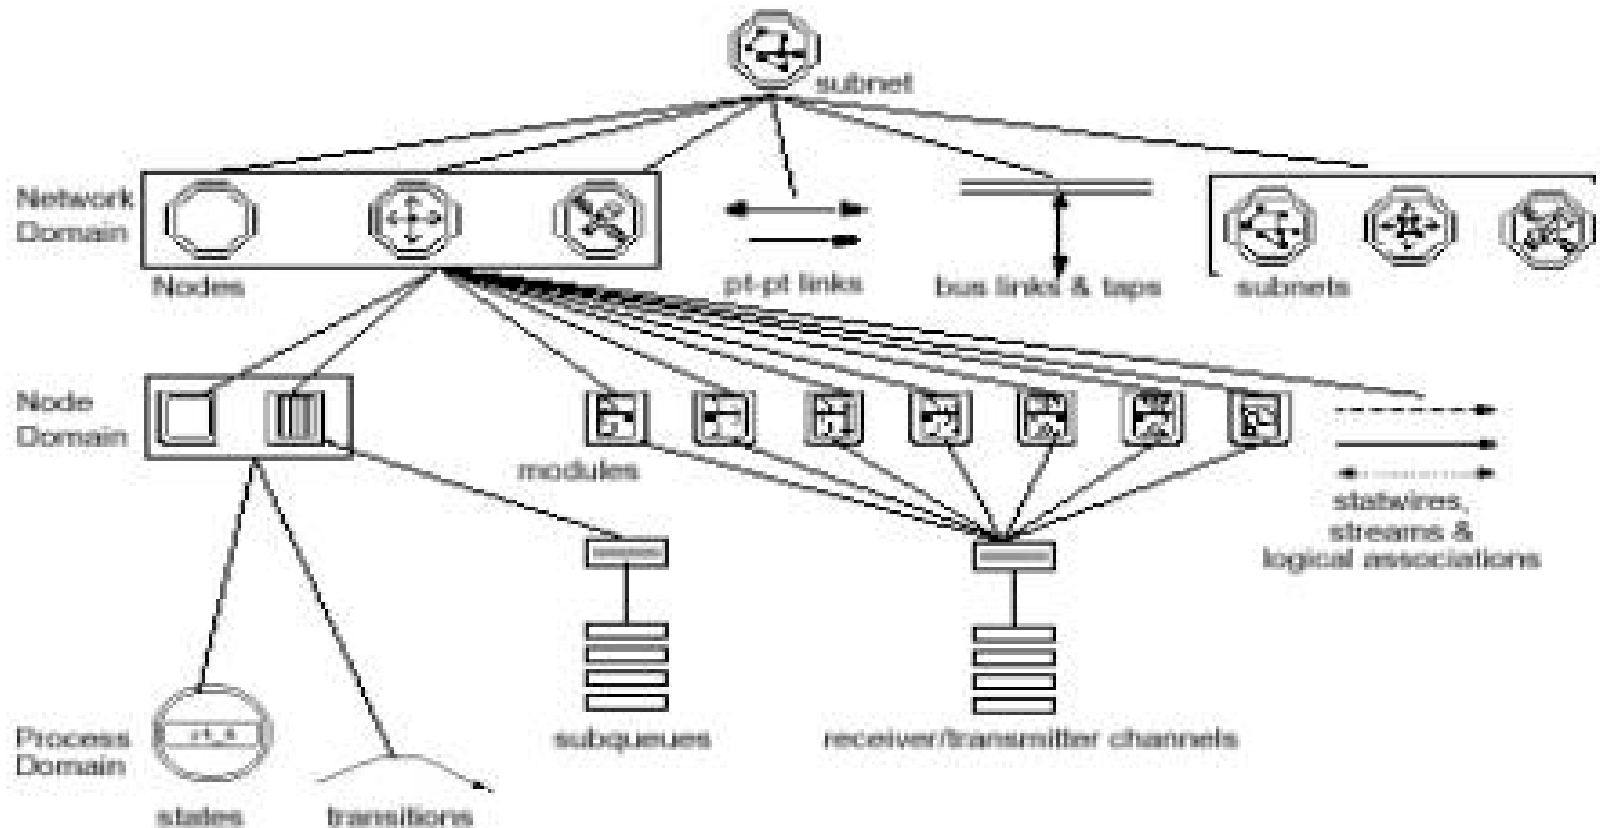 subnet
Network
Domain
Nodes
pt-pt links
bus links & taps
subnets
Node
Domain
modules
statwires,
streams &
logical associations
subqueues
receiver/transmitter channels
Process
Domain
states
transitions